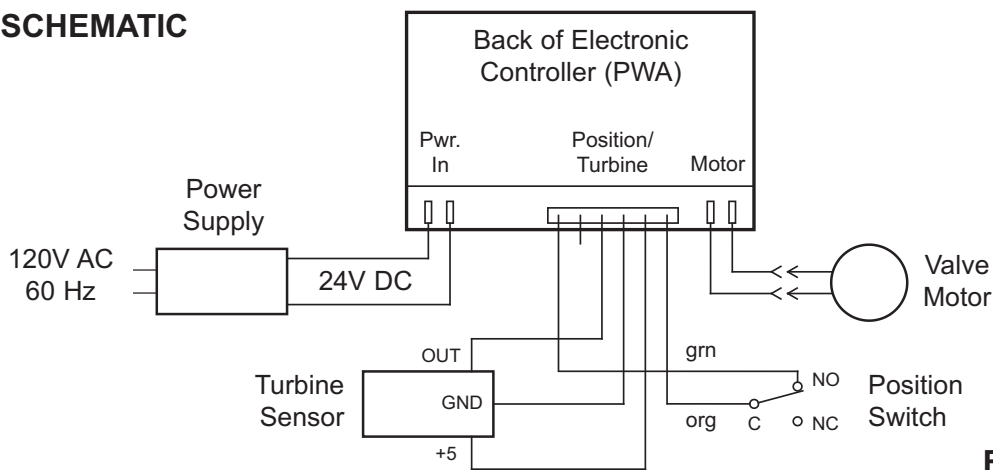 SCHEMATIC
Back of Electronic
Controller (PWA)
Pwr.
In
Position/
Turbine
Motor
Power
Supply
120V AC
60 Hz
24V DC
Valve
Motor
OUT
GND
+5
Turbine
Sensor
grn
org
C
NO
NC
Position
Switch